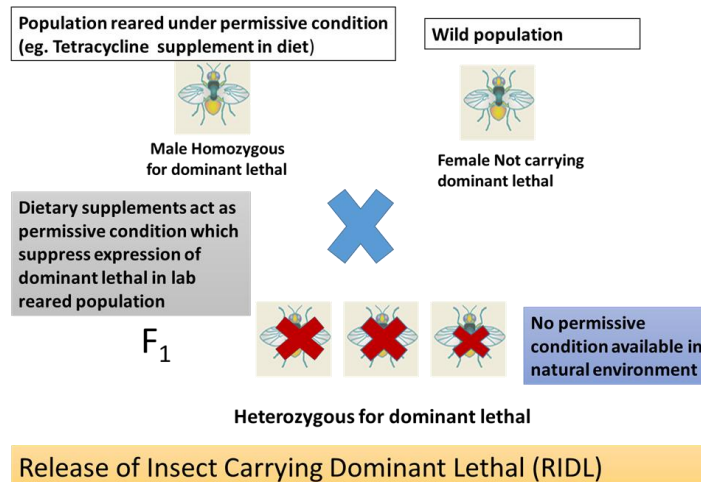 Population reared under permissive condition
(eg. Tetracycline supplement in diet)
Wild population
Male Homozygous
for dominant lethal
Female Not carrying
dominant lethal
Dietary supplements act as
permissive condition which
suppress expression of
dominant lethal in lab
reared population
F1
No permissive
condition available in
natural environment
Heterozygous for dominant lethal
Release of Insect Carrying Dominant Lethal (RIDL)